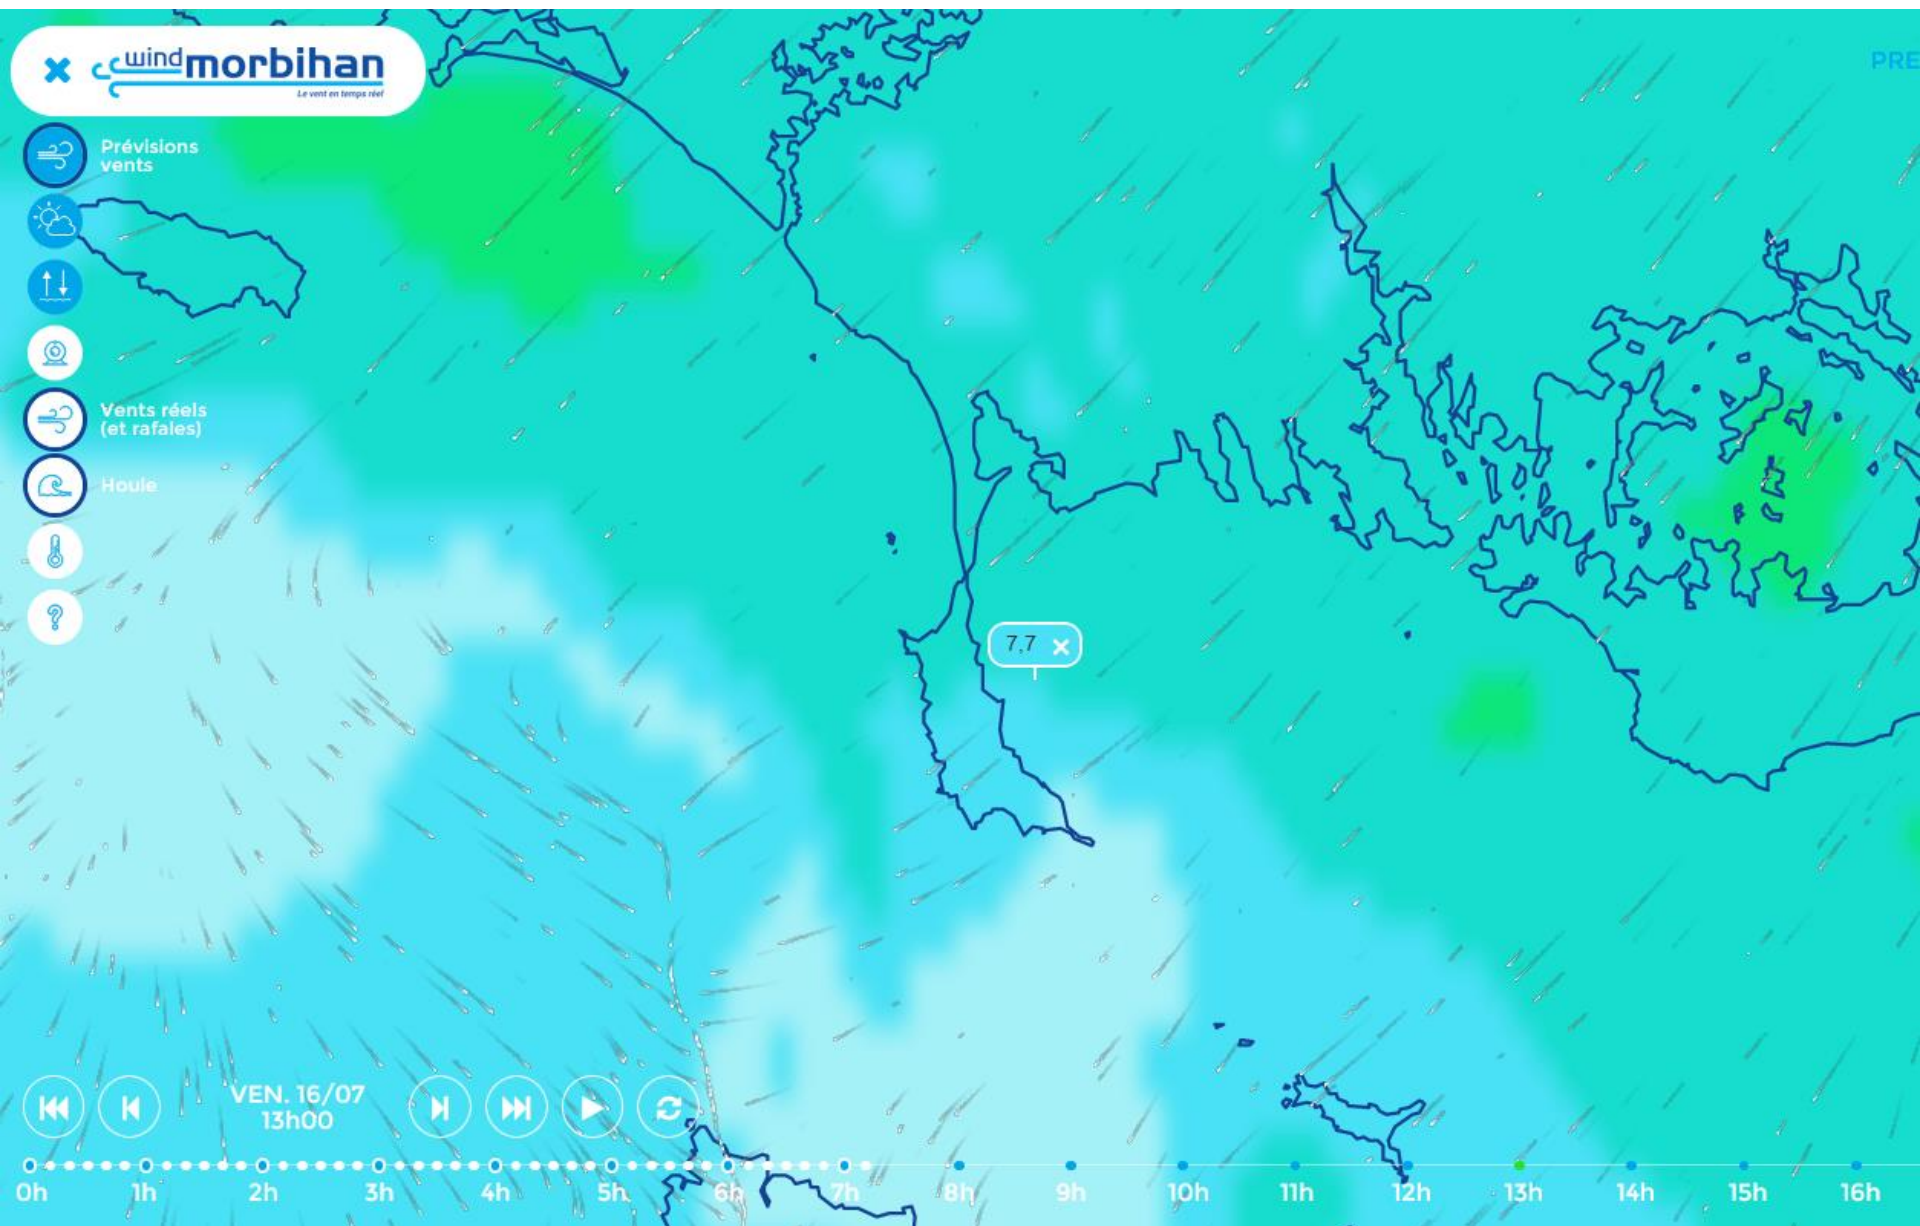 windmorbihan
Le vent en temps réel
PRE
Prévisions
vents
Vents réels
(et rafales)
Houle
7,7
VEN. 16/07
13h00
0h 1h 2h 3h 4h 5h 6h 7h 8h 9h 10h 11h 12h 13h 14h 15h 16h